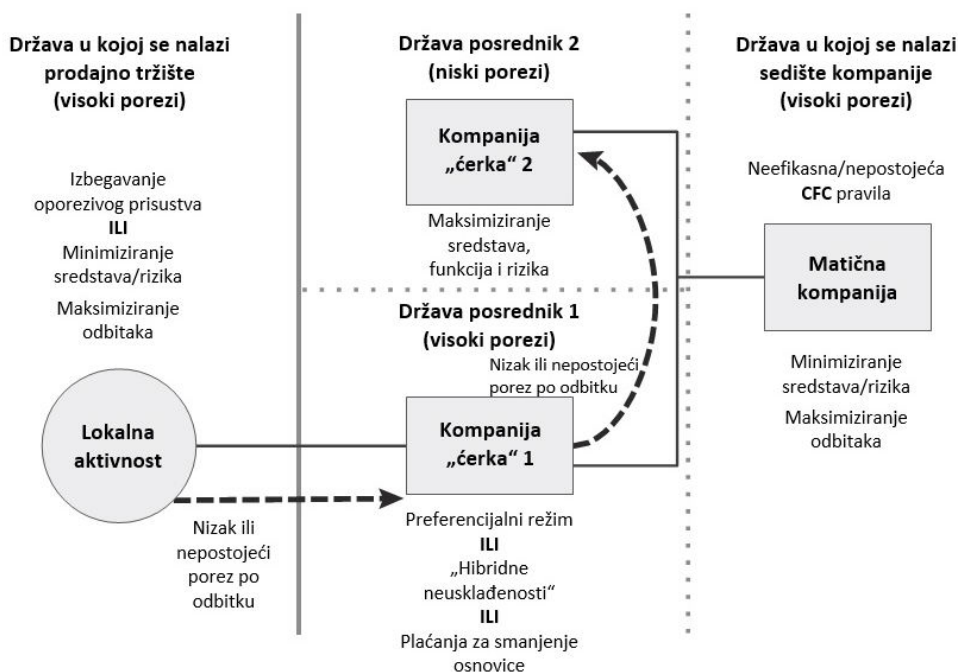 Država u kojoj se nalazi
prodajno tržište
(visoki porezi)
Izbegavanje
oporezivog prisustva
ILI
Minimiziranje
sredstava/rizika
Maksimiziranje
odbitaka
Lokalna
aktivnost
Nizak ili
nepostojeći
porez po
odbitku
Država posrednik 2
(niski porezi)
Kompanija
„ćerka“ 2
Maksimiziranje
sredstava,
funkcija i rizika
Država posrednik 1
(visoki porezi)
Nizak ili nepostojeći
porez po odbitku
Kompanija
„ćerka“ 1
Preferencijalni režim
ILI
„Hibridne
neusklađenosti“
ILI
Plaćanja za smanjenje
osnovice
Država u kojoj se nalazi
sedište kompanije
(visoki porezi)
Neefikasna/nepostojeća
CFC pravila
Matična
kompanija
Minimiziranje
sredstava/rizika
Maksimiziranje
odbitaka